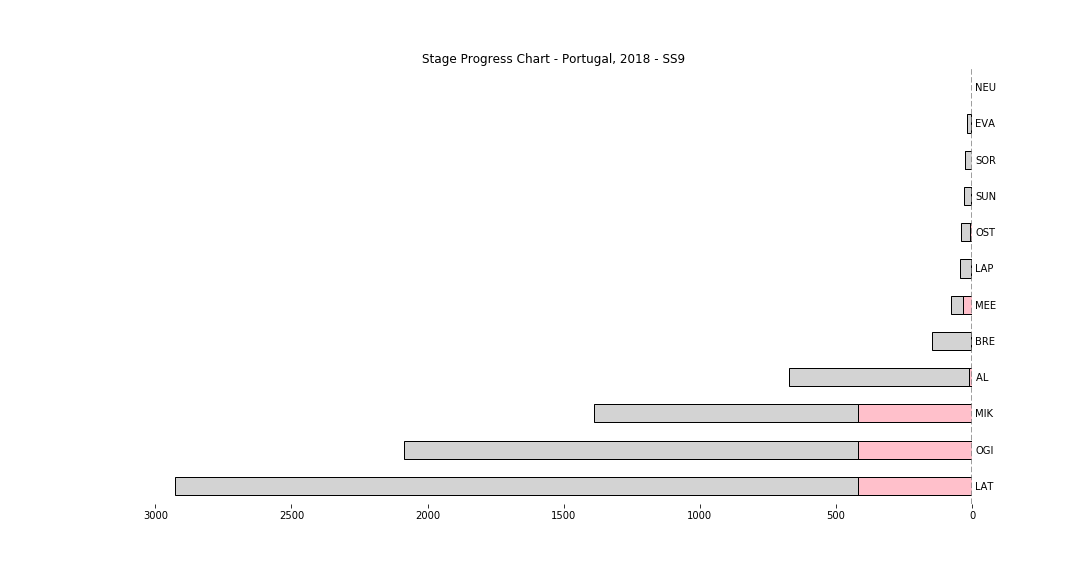 Stage Progress Chart - Portugal, 2018 - SS9
NEU
EVA
SOR
SUN
OST
LAP
MEE
BRE
AL
MIK
OGI
LAT
3000 2500 2000 1500 1000 500 0